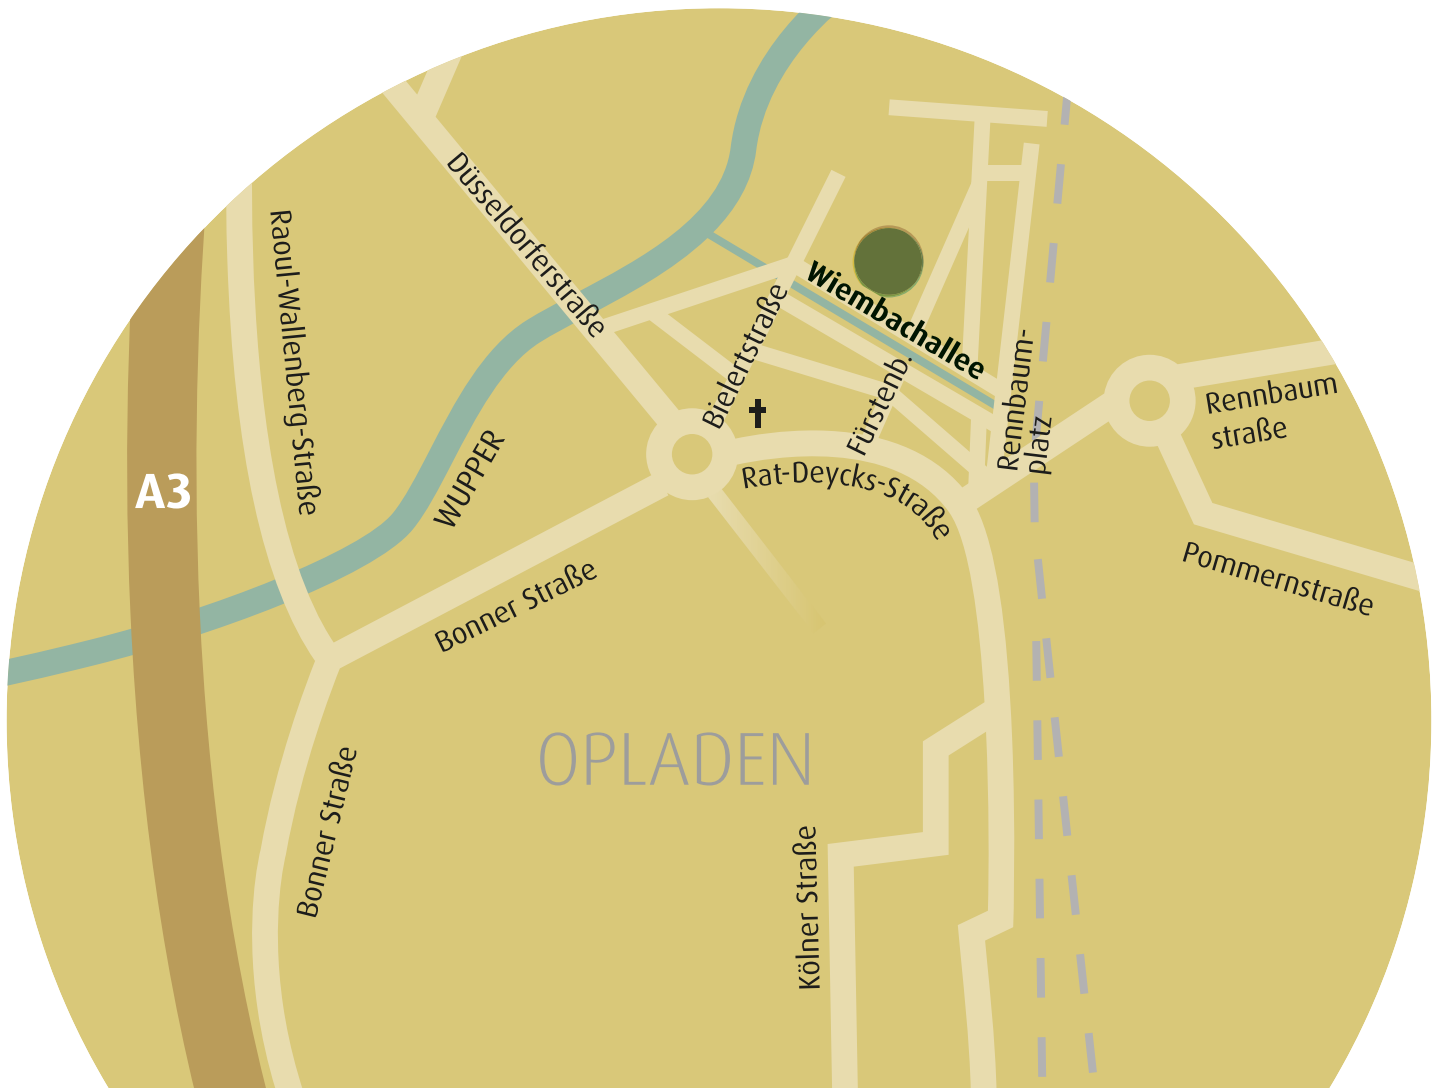 Düsseldorferstraße
Raoul-Wallenberg-Straße
Wiembachallee
Bielertstraße
Fürstenb.
Rennbaum-
platz
Rennbaum
straße
WUPPER
A3
Rat-Deycks-Straße
Bonner Straße
Pommernstraße
OPLADEN
Bonner Straße
Kölner Straße